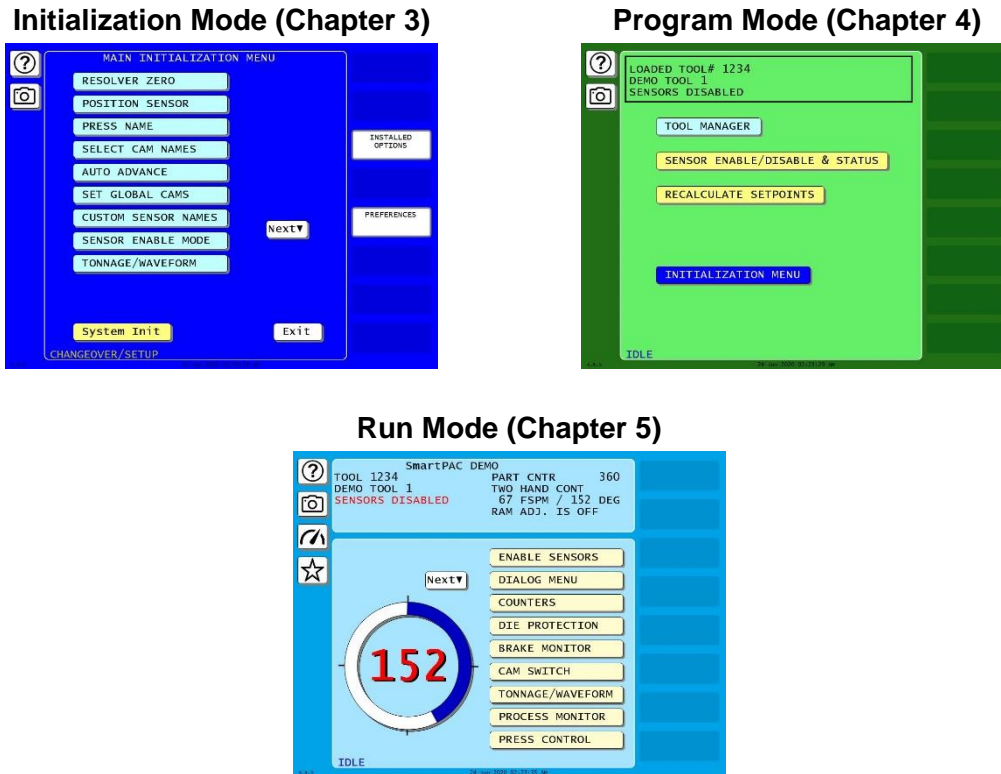 Initialization Mode (Chapter 3)
MAIN INITIALIZATION MENU
RESOLVER ZERO
POSITION SENSOR
PRESS NAME
SELECT CAM NAMES
AUTO ADVANCE
SET GLOBAL CAMS
CUSTOM SENSOR NAMES
SENSOR ENABLE MODE
TONNAGE/WAVEFORM
Next▼
INSTALLED
OPTIONS
PREFERENCES
System Init
Exit
CHANGEOVER/SETUP
Program Mode (Chapter 4)
LOADED TOOL# 1234
DEMO TOOL 1
SENSORS DISABLED
TOOL MANAGER
SENSOR ENABLE/DISABLE & STATUS
RECALCULATE SETPOINTS
INITIALIZATION MENU
IDLE
Run Mode (Chapter 5)
SmartPAC DEMO
TOOL 1234 PART CNTR 360
DEMO TOOL 1 TWO HAND CONT
SENSORS DISABLED 67 FSPM / 152 DEG
RAM ADJ. IS OFF
ENABLE SENSORS
Next▼ DIALOG MENU
COUNTERS
DIE PROTECTION
BRAKE MONITOR
152
CAM SWITCH
TONNAGE/WAVEFORM
PROCESS MONITOR
PRESS CONTROL
IDLE